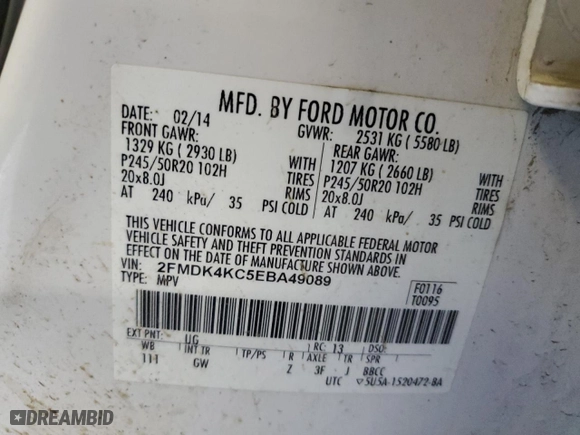 MFD. BY FORD MOTOR CO.
DATE: 02/14
GVWR: 2531 KG ( 5580 LB)
FRONT GAWR:
1329 KG ( 2930 LB)
P245/50R20 102H
20x8.0J
WITH
TIRES
RIMS
AT 240 kPa/ 35 PSI COLD
REAR GAWR:
1207 KG ( 2660 LB)
P245/50R20 102H
20x8.0J
WITH
TIRES
RIMS
AT 240 kPa/ 35 PSI COLD
THIS VEHICLE CONFORMS TO ALL APPLICABLE FEDERAL MOTOR
VEHICLE SAFETY AND THEFT PREVENTION STANDARDS IN
EFFECT ON THE DATE OF MANUFACTURE SHOWN ABOVE.
VIN: 2FMDK4KC5EBA49089
TYPE: MPV
F0116
T0095
EXT PNT: UG RC: 13 DSO:
WB INT TR TP/PS R AXLE TR SPR
111 GW Z 3F J BBCC
UTC 5U5A-1520472-BA
DREAMBID